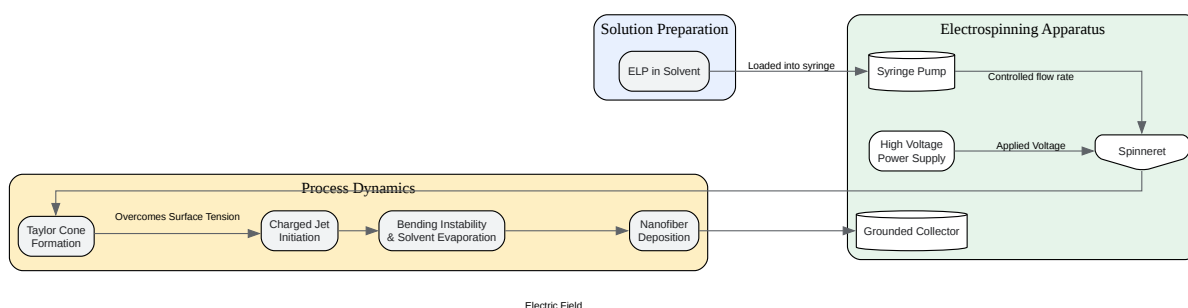 Solution Preparation
ELP in Solvent
Loaded into syringe
Electrospinning Apparatus
Syringe Pump
Controlled flow rate
High Voltage
Power Supply
Applied Voltage
Spinneret
Process Dynamics
Taylor Cone
Formation
Overcomes Surface Tension
Charged Jet
Initiation
Bending Instability
& Solvent Evaporation
Nanofiber
Deposition
Grounded Collector
Electric Field